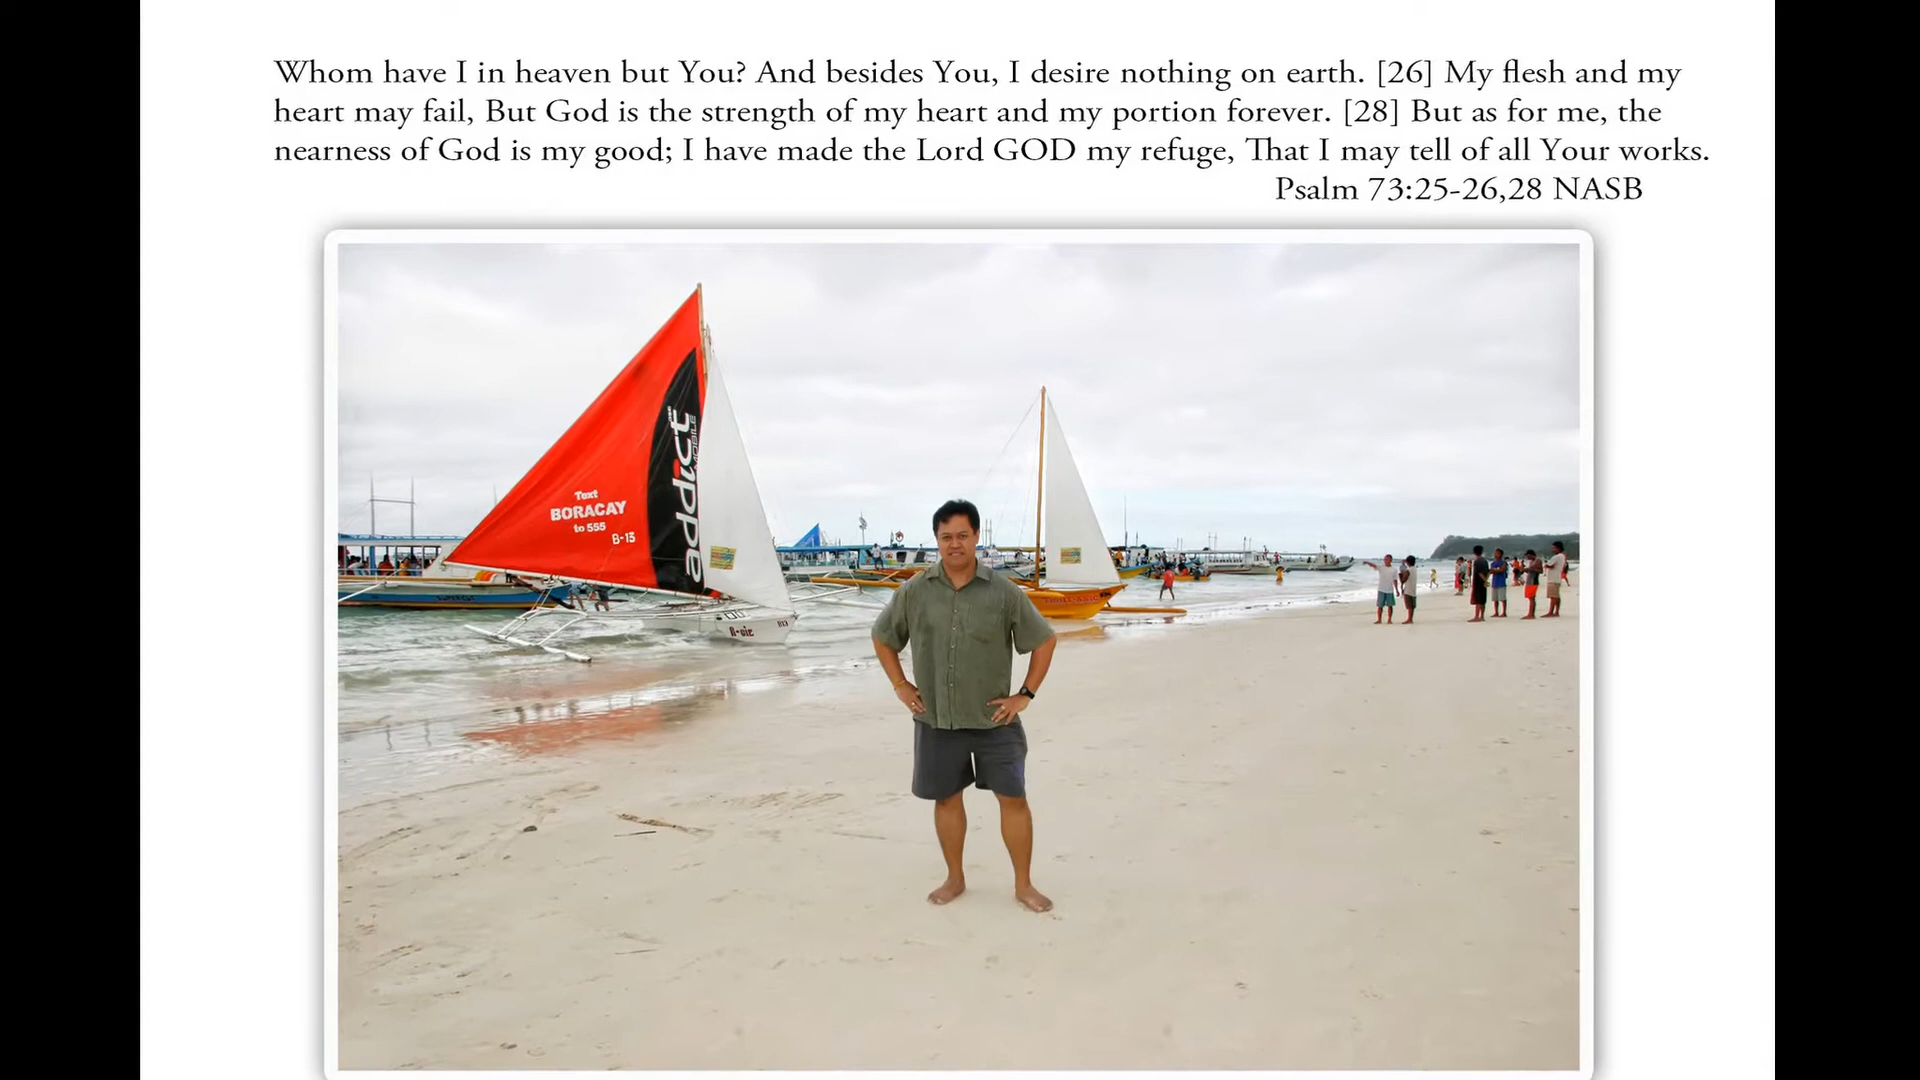 Whom have I in heaven but You? And besides You, I desire nothing on earth. [26] My flesh and my
heart may fail, But God is the strength of my heart and my portion forever. [28] But as for me, the
nearness of God is my good; I have made the Lord GOD my refuge, That I may tell of all Your works.
Psalm 73:25-26,28 NASB
Text
BORACAY
to 555
B-13
addict
MOBILE